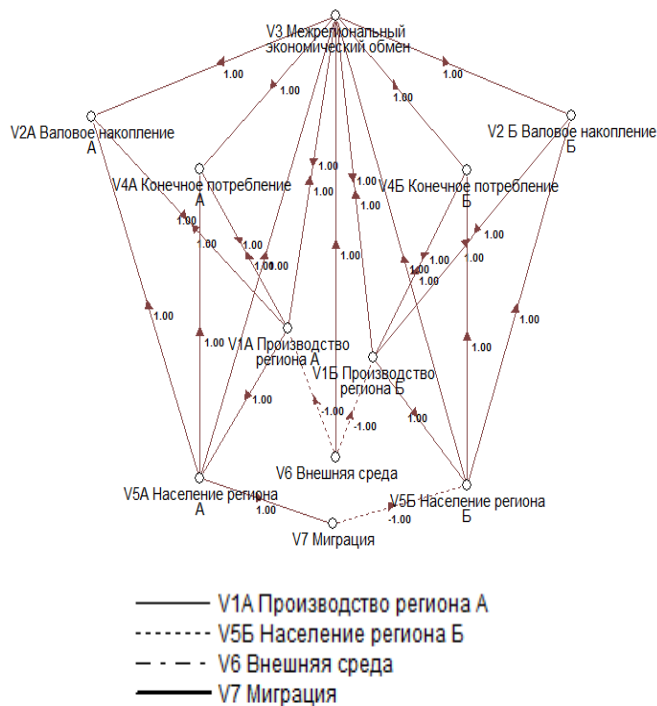 V3 Межрегиональный
экономический обмен
1.00
1.00
1.00
1.00
V2А Валовое накопление
А
V2 Б Валовое накопление
Б
V4А Конечное потребление
А
V4Б Конечное потребление
Б
1.00
1.00
1.00
1.00
1.00
1.00
1.00
1.00
1.00
1.00
1.00
1.00
1.00
1.00
V1А Производство
региона А
V1Б Производство
региона Б
1.00
1.00
1.00
1.00
-1.00
-1.00
1.00
1.00
V6 Внешняя среда
V5А Население региона
А
V5Б Население региона
Б
1.00
-1.00
V7 Миграция
V1А Производство региона А
V5Б Население региона Б
V6 Внешняя среда
V7 Миграция